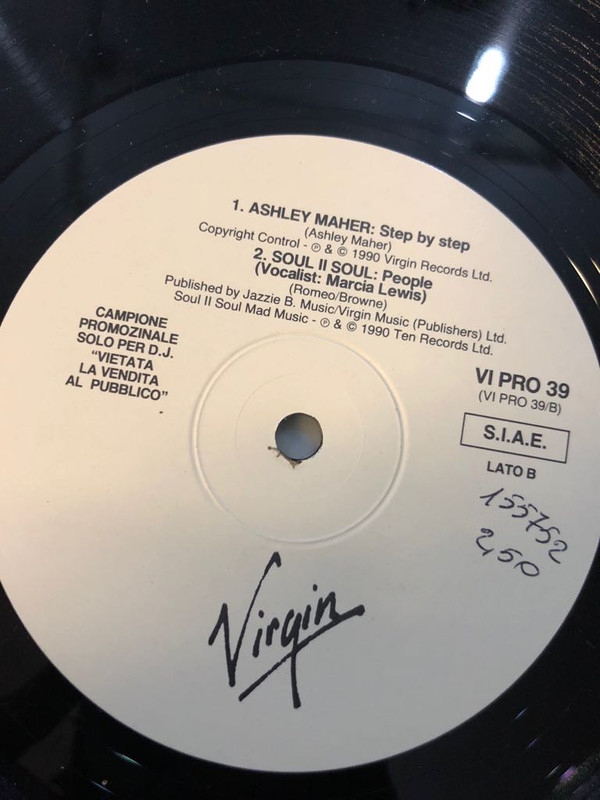 1. ASHLEY MAHER: Step by step
(Ashley Maher)
Copyright Control - ℗ & © 1990 Virgin Records Ltd.
2. SOUL II SOUL: People
(Vocalist: Marcia Lewis)
(Romeo/Browne)
Published by Jazzie B. Music/Virgin Music (Publishers) Ltd.
Soul II Soul Mad Music - ℗ & © 1990 Ten Records Ltd.
CAMPIONE
PROMOZINALE
SOLO PER D.J.
"VIETATA
LA VENDITA
AL PUBBLICO"
VI PRO 39
(VI PRO 39/B)
S.I.A.E.
LATO B
155752
2,50
Virgin